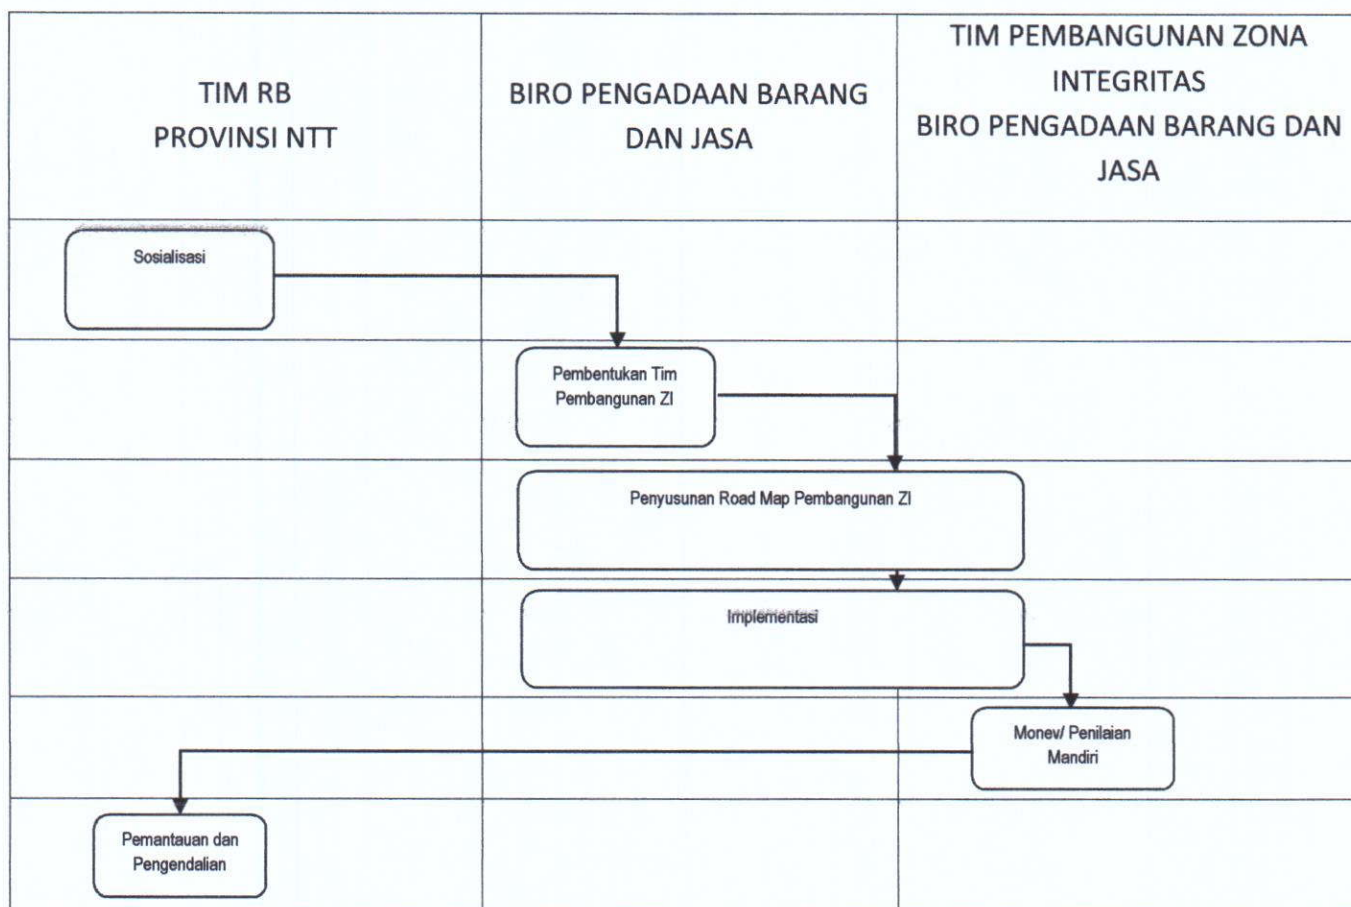 TIM RB
PROVINSI NTT
BIRO PENGADAAN BARANG
DAN JASA
TIM PEMBANGUNAN ZONA
INTEGRITAS
BIRO PENGADAAN BARANG DAN
JASA
Sosialisasi
Pembentukan Tim
Pembangunan ZI
Penyusunan Road Map Pembangunan ZI
Implementasi
Monev/ Penilaian
Mandiri
Pemantauan dan
Pengendalian